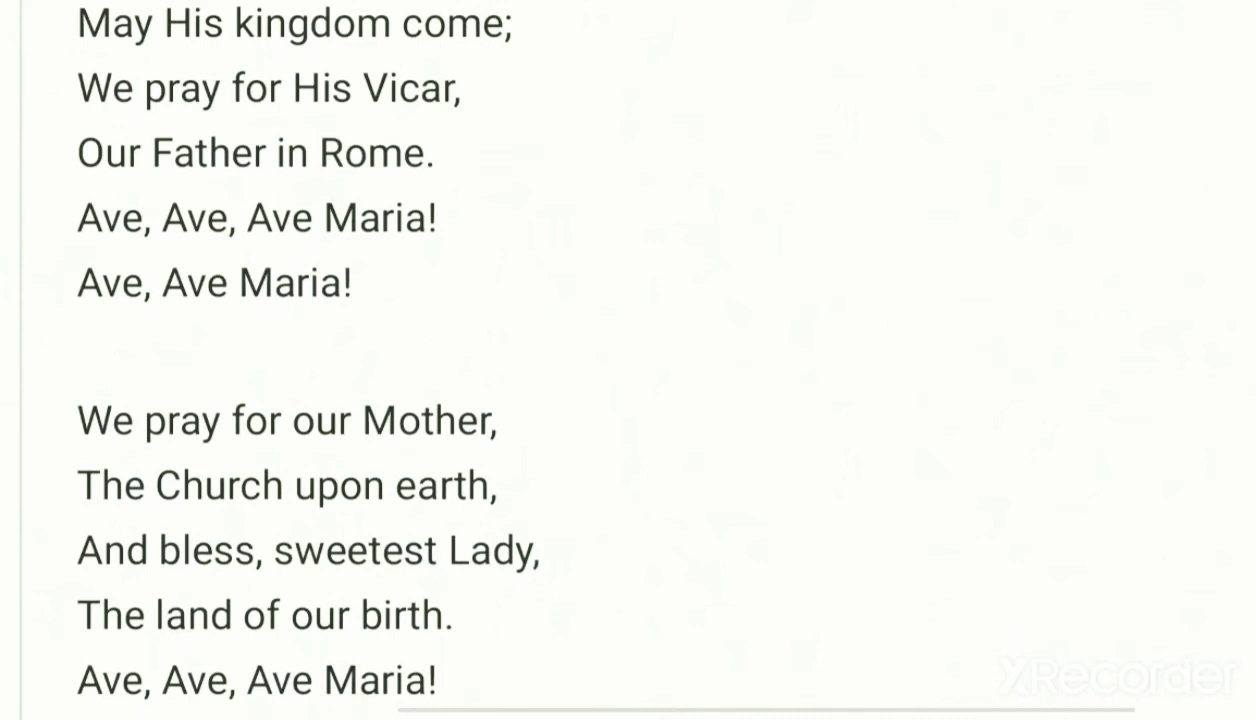 May His kingdom come;
We pray for His Vicar,
Our Father in Rome.
Ave, Ave, Ave Maria!
Ave, Ave Maria!
We pray for our Mother,
The Church upon earth,
And bless, sweetest Lady,
The land of our birth.
Ave, Ave, Ave Maria!
XRecorder